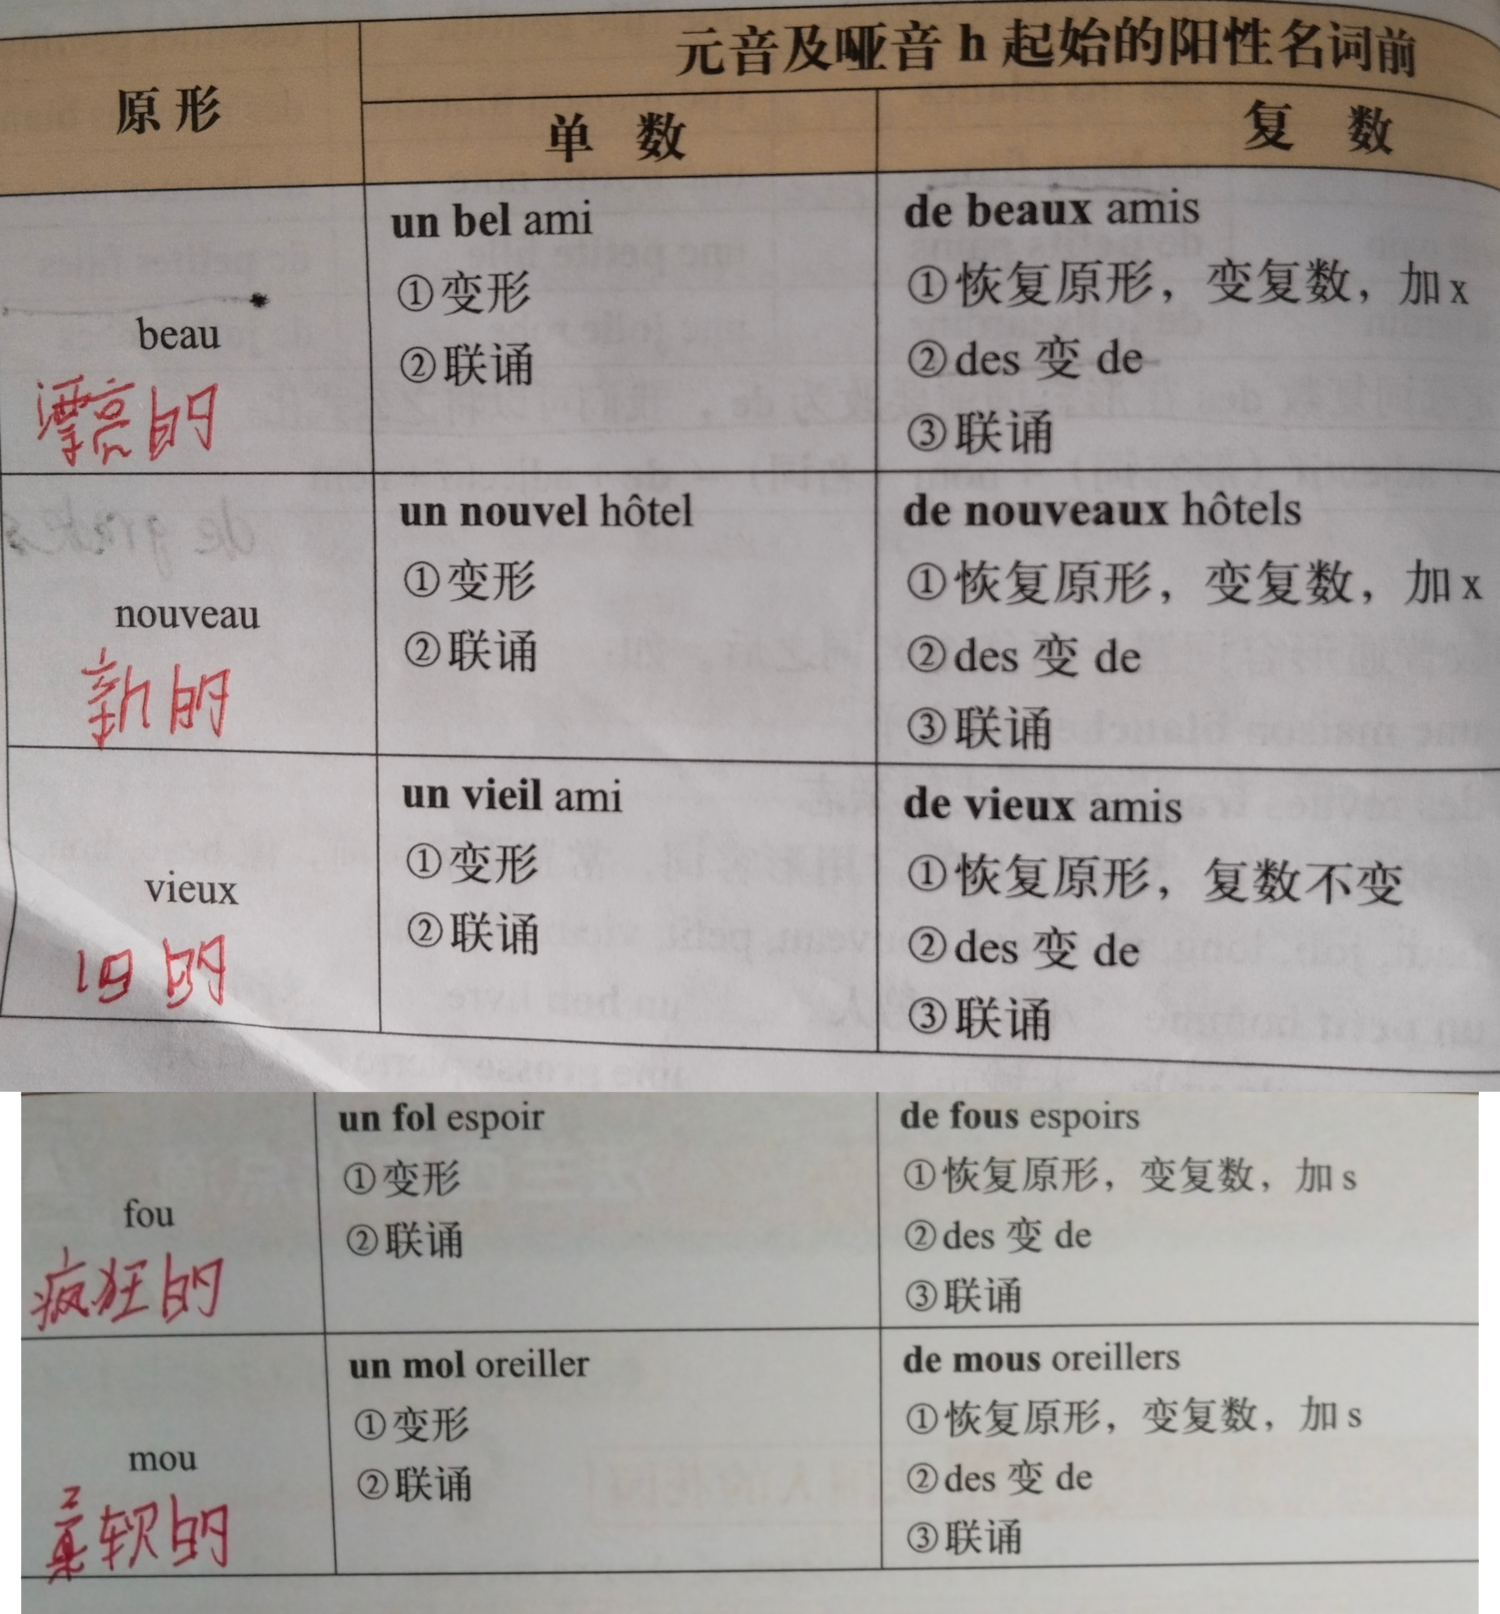 原形
元音及哑音 h 起始的阳性名词前
单 数
复 数
beau
漂亮的
un bel ami
①变形
②联诵
de beaux amis
①恢复原形，变复数，加 x
②des 变 de
③联诵
nouveau
新的
un nouvel hôtel
①变形
②联诵
de nouveaux hôtels
①恢复原形，变复数，加 x
②des 变 de
③联诵
vieux
旧的
un vieil ami
①变形
②联诵
de vieux amis
①恢复原形，复数不变
②des 变 de
③联诵
fou
疯狂的
un fol espoir
①变形
②联诵
de fous espoirs
①恢复原形，变复数，加 s
②des 变 de
③联诵
mou
柔软的
un mol oreiller
①变形
②联诵
de mous oreillers
①恢复原形，变复数，加 s
②des 变 de
③联诵